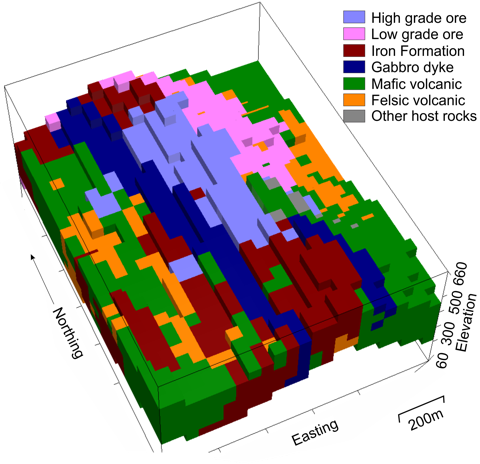 High grade ore
Low grade ore
Iron Formation
Gabbro dyke
Mafic volcanic
Felsic volcanic
Other host rocks
660
500
300
60
Elevation
Northing
Easting
200m